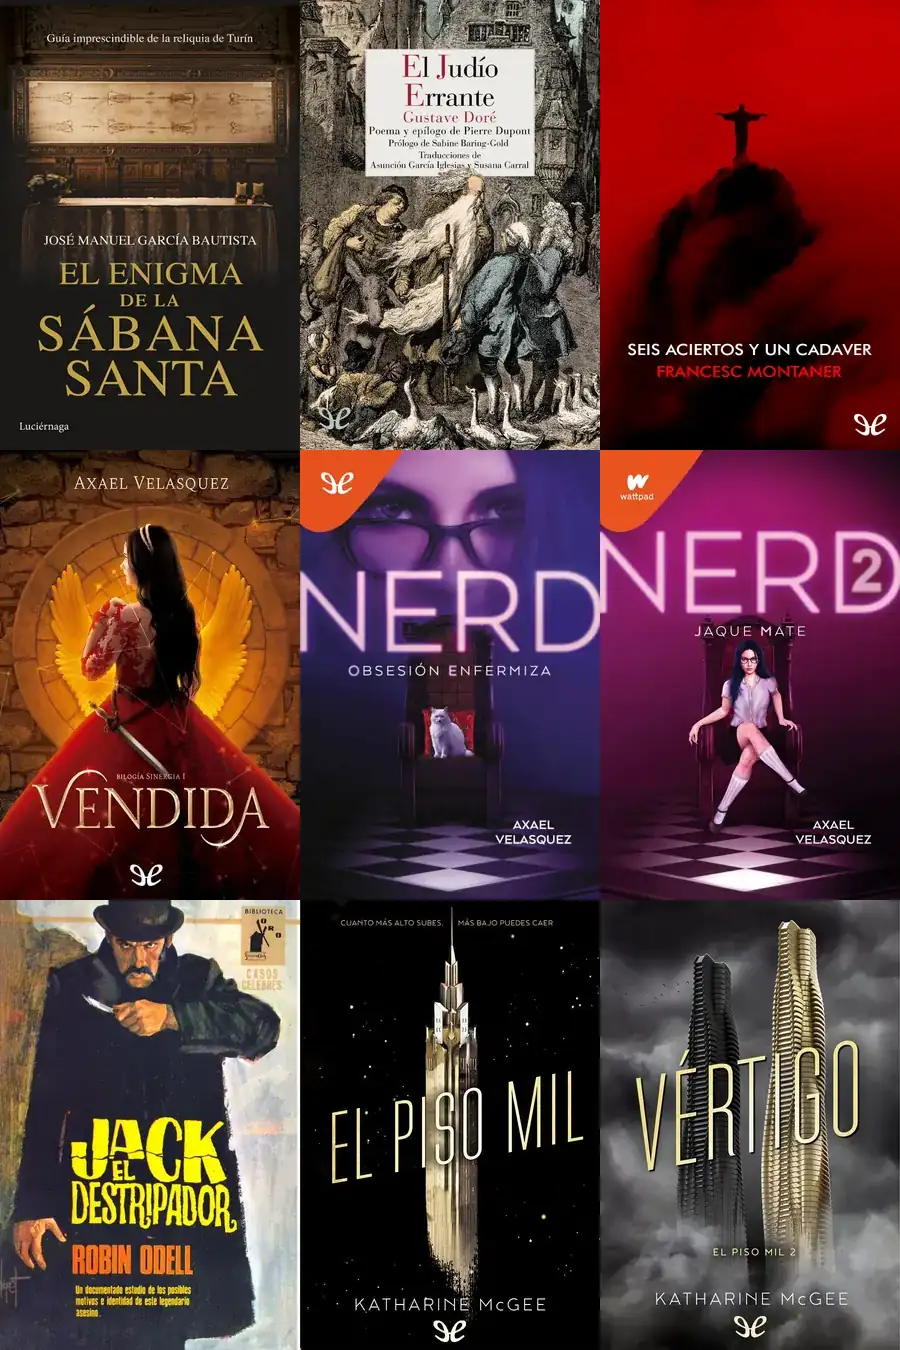 Guía imprescindible de la reliquia de Turín
JOSÉ MANUEL GARCÍA BAUTISTA
EL ENIGMA
DE LA
SÁBANA
SANTA
Luciérnaga
El Judío
Errante
Gustave Doré
Poema y epílogo de Pierre Dupont
Prólogo de Sabine Baring-Gold
Traducciones de
Asunción García Iglesias y Susana Carral
SEIS ACIERTOS Y UN CADAVER
FRANCESC MONTANER
AXAEL VELASQUEZ
BILOGÍA SINERGIA I
VENDIDA
NERD
OBSESIÓN ENFERMIZA
AXAEL
VELASQUEZ
wattpad
NERD 2
JAQUE MATE
AXAEL
VELASQUEZ
BIBLIOTECA
ORO
CASOS
CELEBRES
JACK
EL
DESTRIPADOR
ROBIN ODELL
Un documentado estudio de los posibles
motivos e identidad de este legendario
asesino.
CUANTO MÁS ALTO SUBES, MÁS BAJO PUEDES CAER
EL PISO MIL
KATHARINE McGEE
VÉRTIGO
EL PISO MIL 2
KATHARINE McGEE